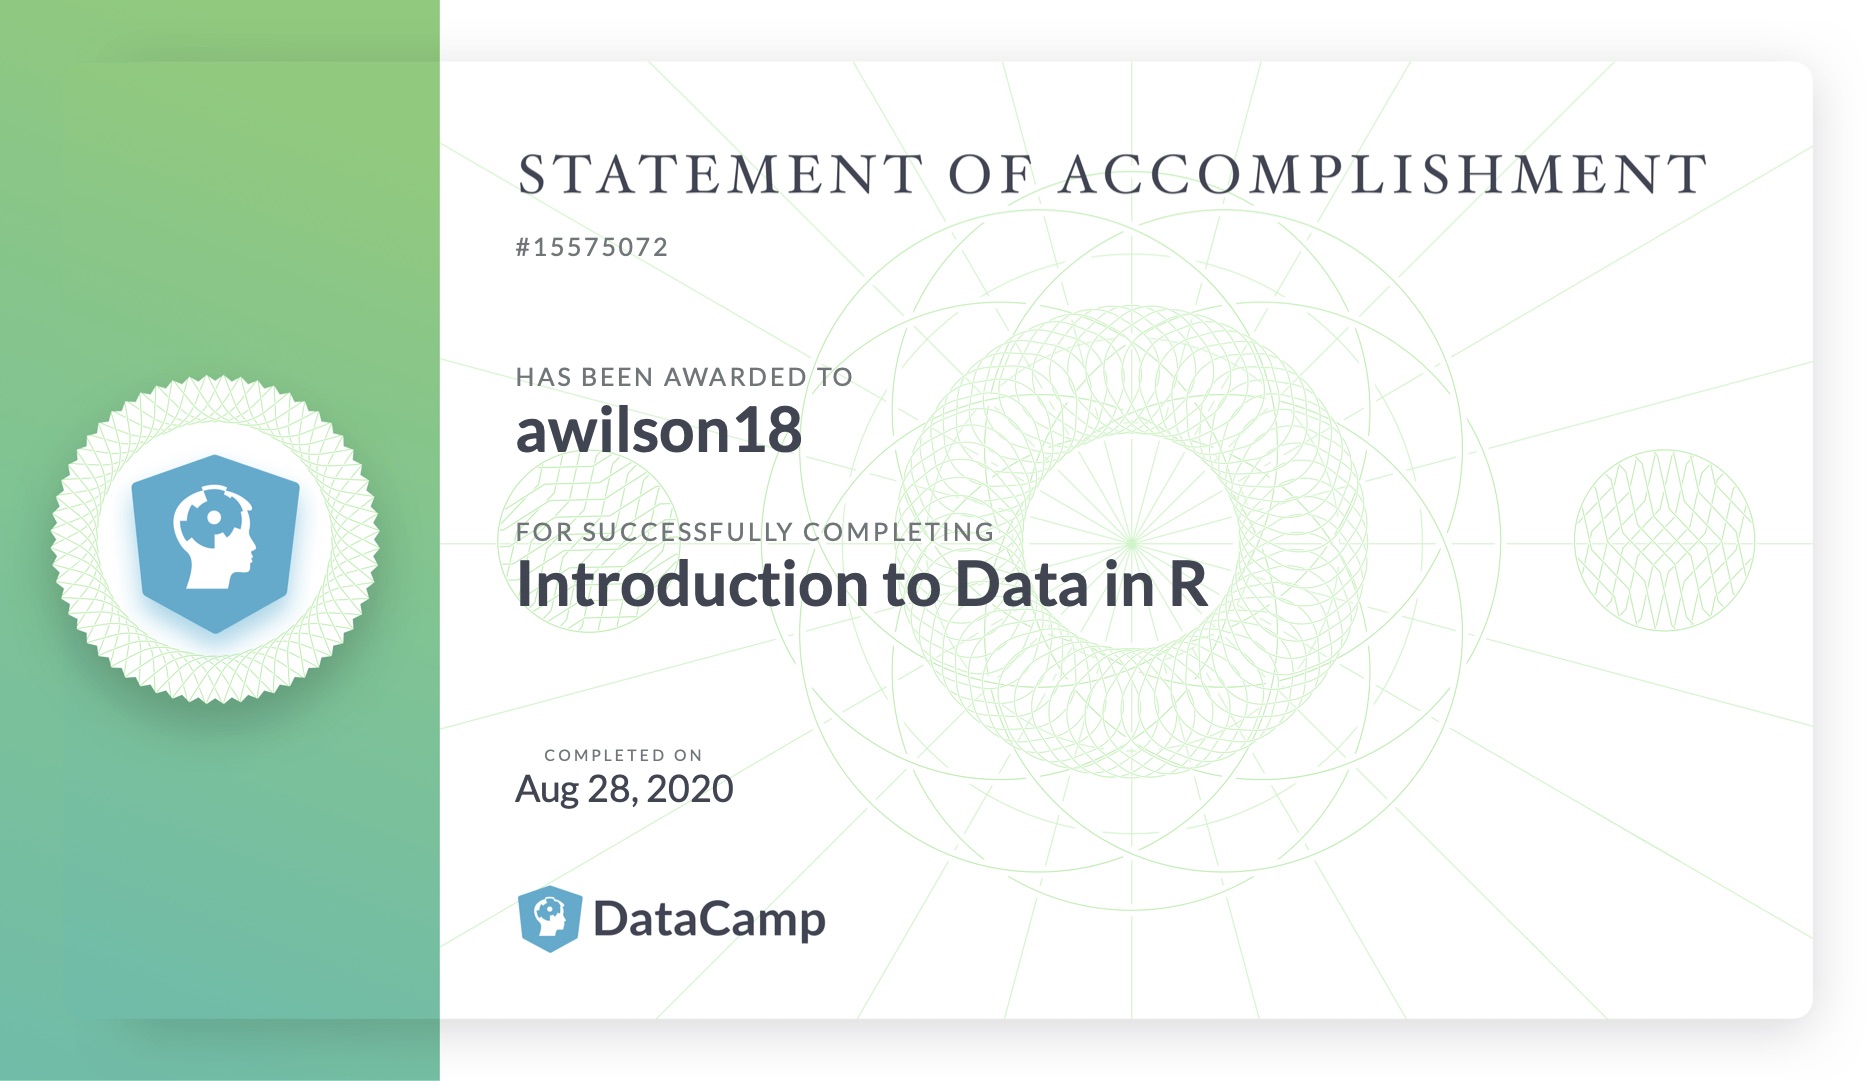 STATEMENT OF ACCOMPLISHMENT
#15575072
HAS BEEN AWARDED TO
awilson18
FOR SUCCESSFULLY COMPLETING
Introduction to Data in R
COMPLETED ON
Aug 28, 2020
DataCamp